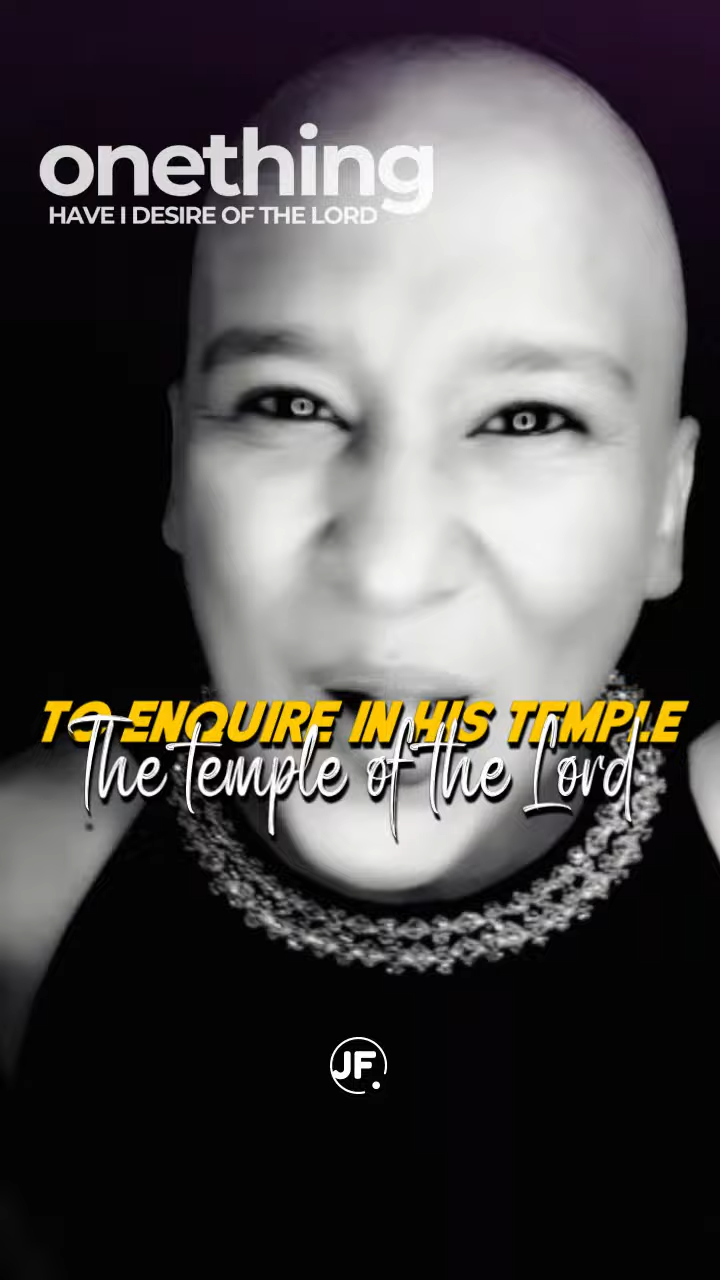 onething
HAVE I DESIRE OF THE LORD
TO ENQUIRE IN HIS TEMPLE
The temple of the Lord
JF.